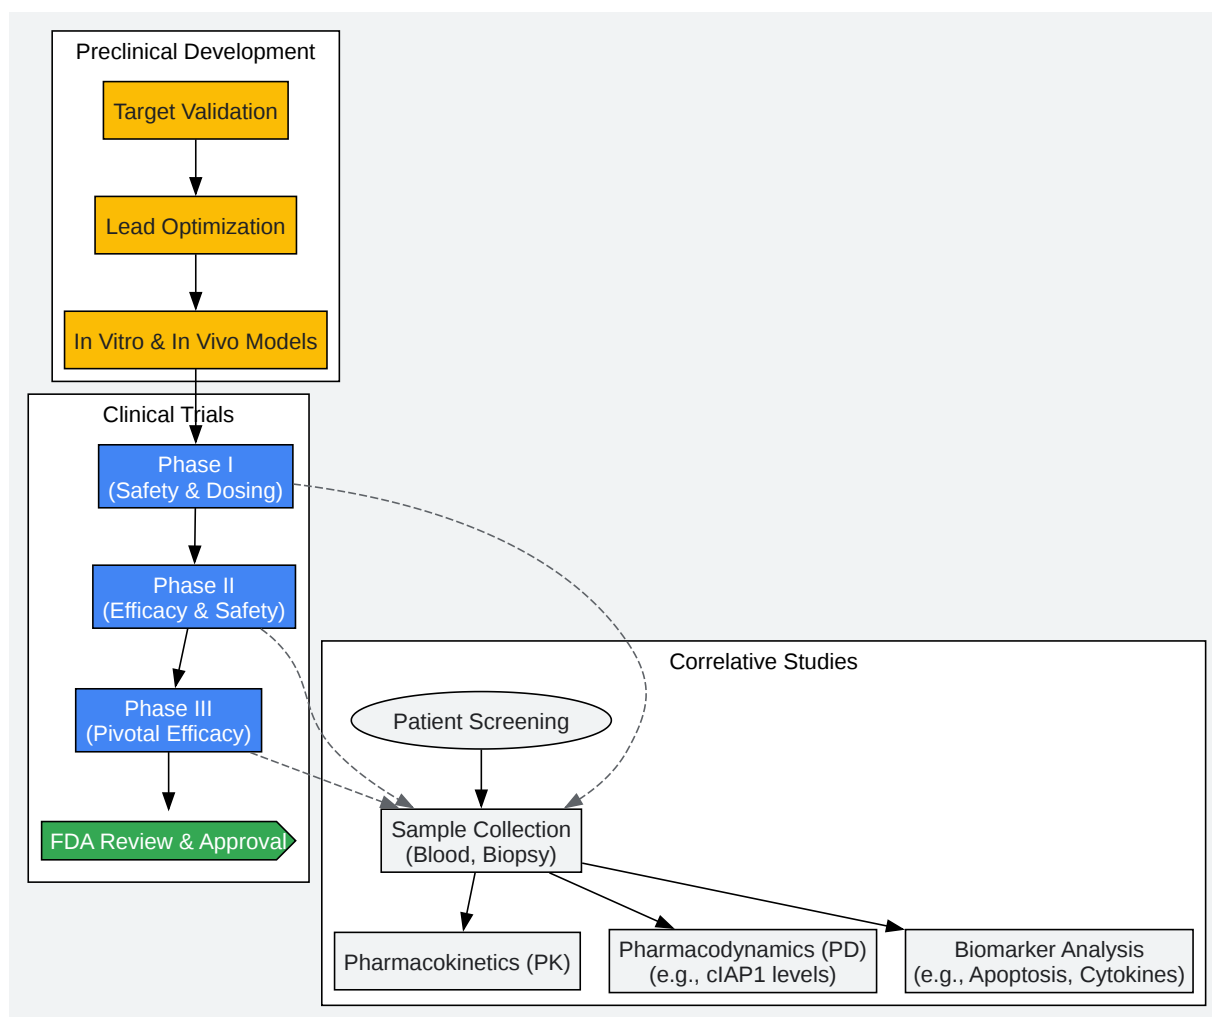 Preclinical Development
Target Validation
Lead Optimization
In Vitro & In Vivo Models
Clinical Trials
Phase I
(Safety & Dosing)
Phase II
(Efficacy & Safety)
Phase III
(Pivotal Efficacy)
FDA Review & Approval
Correlative Studies
Patient Screening
Sample Collection
(Blood, Biopsy)
Pharmacokinetics (PK)
Pharmacodynamics (PD)
(e.g., cIAP1 levels)
Biomarker Analysis
(e.g., Apoptosis, Cytokines)